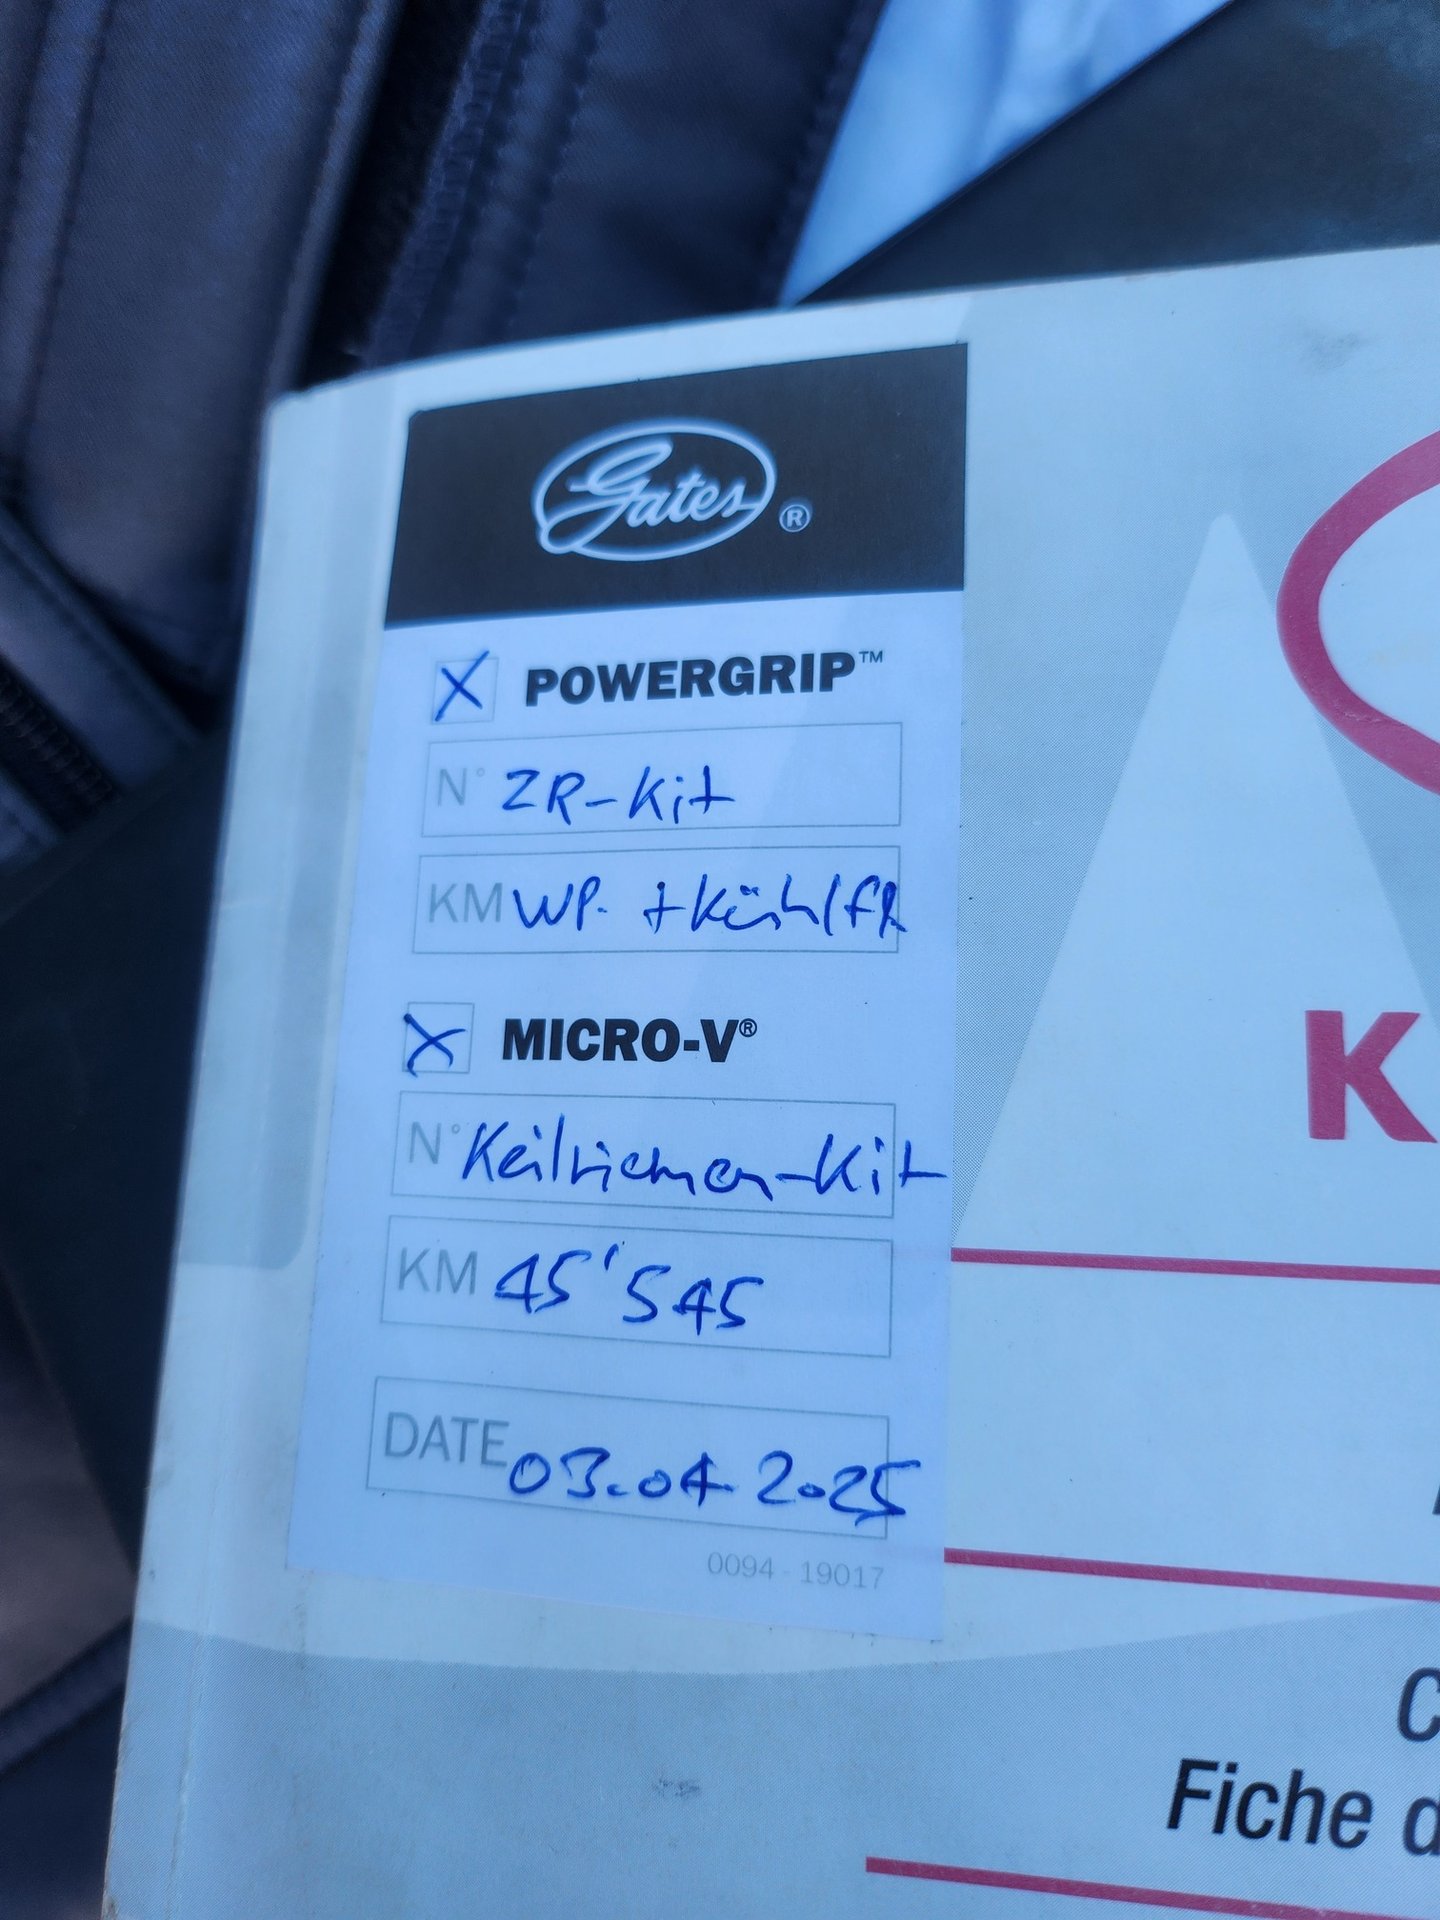 Gates®
X POWERGRIP™
N° ZR-Kit
KM WP. + Kühlfl
X MICRO-V®
N° Keilriemen-Kit
KM 45'545
DATE 03.04.2025
0094 - 19017
K
C
Fiche d